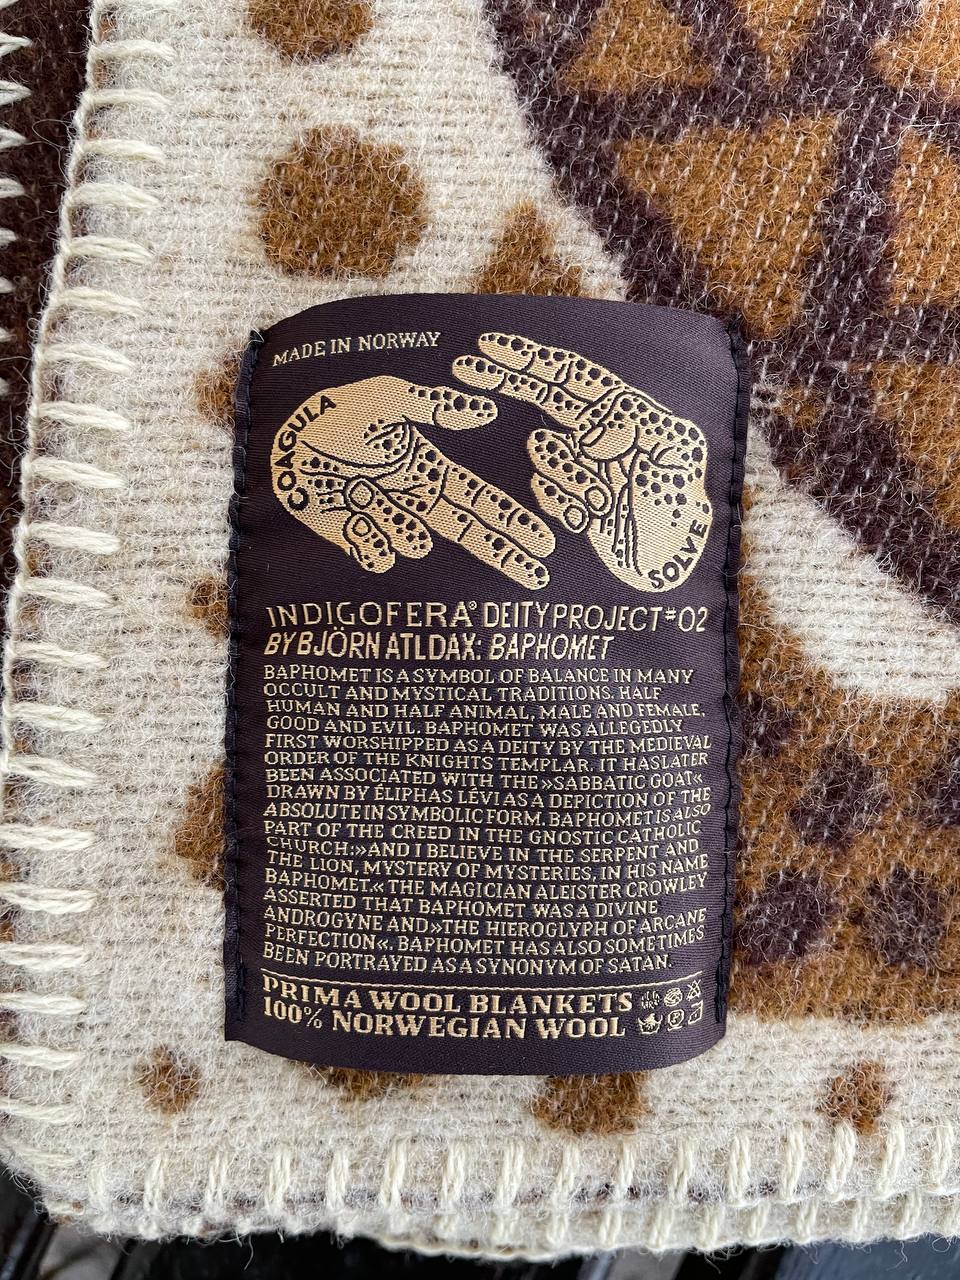 MADE IN NORWAY
COAGULA
SOLVE
INDIGOFERA® DEITY PROJECT #02
BY BJÖRN ATLDAX: BAPHOMET
BAPHOMET IS A SYMBOL OF BALANCE IN MANY
OCCULT AND MYSTICAL TRADITIONS. HALF
HUMAN AND HALF ANIMAL, MALE AND FEMALE,
GOOD AND EVIL. BAPHOMET WAS ALLEGEDLY
FIRST WORSHIPPED AS A DEITY BY THE MEDIEVAL
ORDER OF THE KNIGHTS TEMPLAR. IT HAS LATER
BEEN ASSOCIATED WITH THE »SABBATIC GOAT«
DRAWN BY ÉLIPHAS LÉVI AS A DEPICTION OF THE
ABSOLUTE IN SYMBOLIC FORM. BAPHOMET IS ALSO
PART OF THE CREED IN THE GNOSTIC CATHOLIC
CHURCH: »AND I BELIEVE IN THE SERPENT AND
THE LION, MYSTERY OF MYSTERIES, IN HIS NAME
BAPHOMET.« THE MAGICIAN ALEISTER CROWLEY
ASSERTED THAT BAPHOMET WAS A DIVINE
ANDROGYNE AND »THE HIEROGLYPH OF ARCANE
PERFECTION«. BAPHOMET HAS ALSO SOMETIMES
BEEN PORTRAYED AS A SYNONYM OF SATAN.
PRIMA WOOL BLANKETS
100% NORWEGIAN WOOL